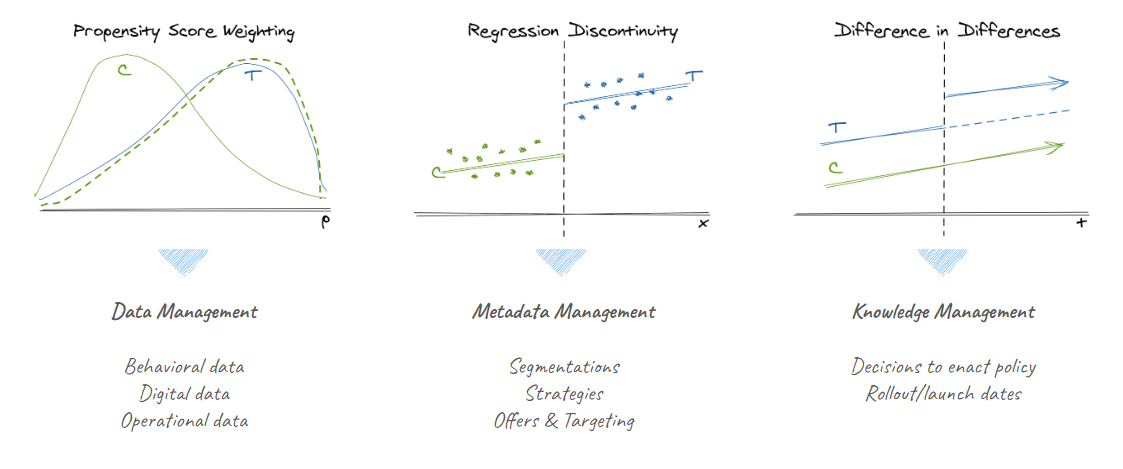 Propensity Score Weighting
C
T
p
Data Management
Behavioral data
Digital data
Operational data
Regression Discontinuity
T
C
x
Metadata Management
Segmentations
Strategies
Offers & Targeting
Difference in Differences
T
C
t
Knowledge Management
Decisions to enact policy
Rollout/launch dates